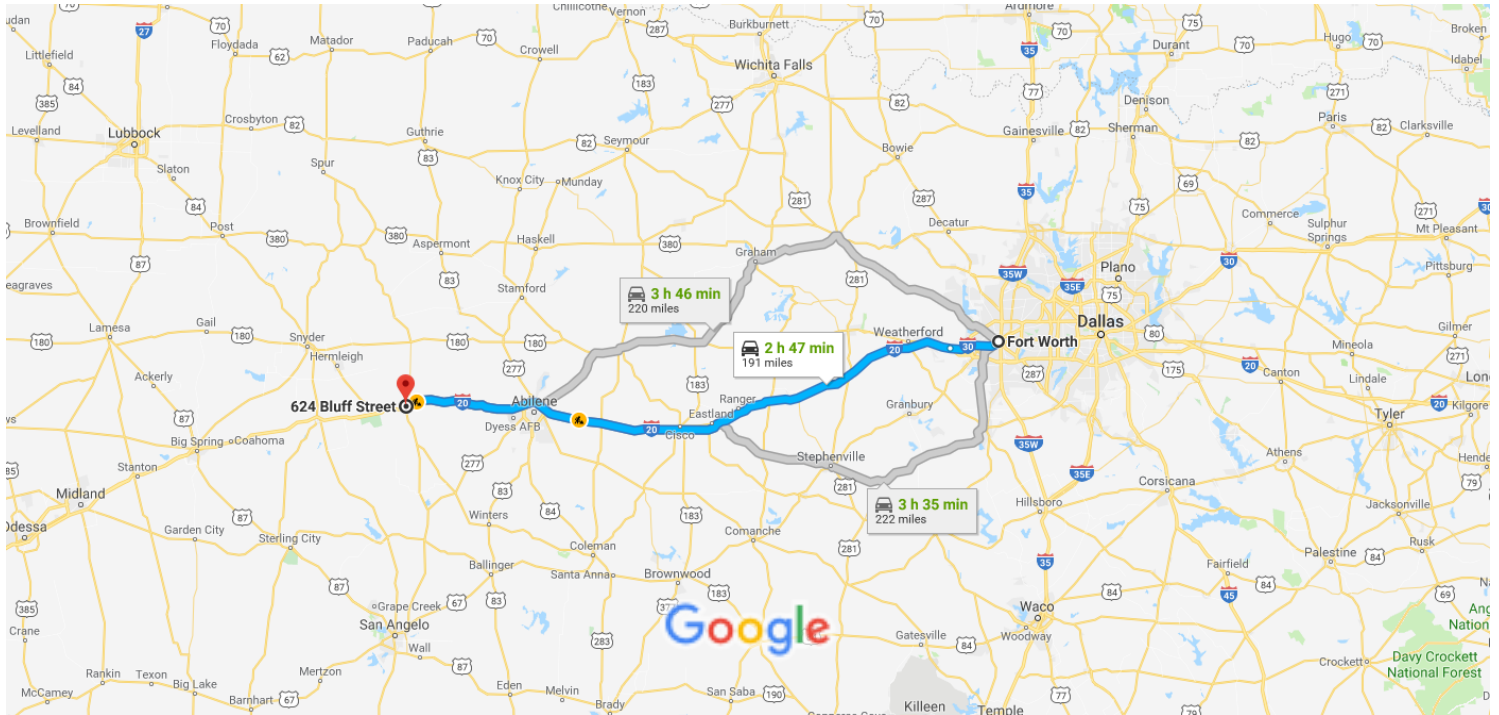 Chillicothe
Vernon
Burkburnett
Ardmore
Broken
27
Floydada
Matador
Paducah
Crowell
Littlefield
Wichita Falls
Durant
Hugo
Idabel
Denison
Levelland
Lubbock
Crosbyton
Guthrie
Seymour
Gainesville
Sherman
Paris
Clarksville
Slaton
Spur
Knox City
Munday
Bowie
Brownfield
Post
Aspermont
Haskell
Graham
Decatur
Commerce
Sulphur
Springs
Mt Pleasant
Plano
Pittsburg
eagraves
Stamford
3 h 46 min
220 miles
Lamesa
Gail
Snyder
Hermleigh
2 h 47 min
191 miles
Weatherford
Fort Worth
Dallas
Mineola
Gilmer
Ackerly
Canton
Lindale
624 Bluff Street
Abilene
Dyess AFB
Ranger
Eastland
Cisco
Granbury
Tyler
Kilgore
Big Spring
Coahoma
Stanton
Stephenville
Athens
Midland
3 h 35 min
222 miles
Hillsboro
Corsicana
Jacksonville
Odessa
Garden City
Sterling City
Winters
Comanche
Palestine
Rusk
Ballinger
Coleman
Santa Anna
Brownwood
Fairfield
Grape Creek
San Angelo
Wall
Google
Waco
Woodway
Gatesville
Crane
Mertzon
Crockett
Davy Crockett
National Forest
McCamey
Rankin
Texon
Big Lake
Barnhart
Eden
Melvin
Brady
San Saba
Killeen
Temple